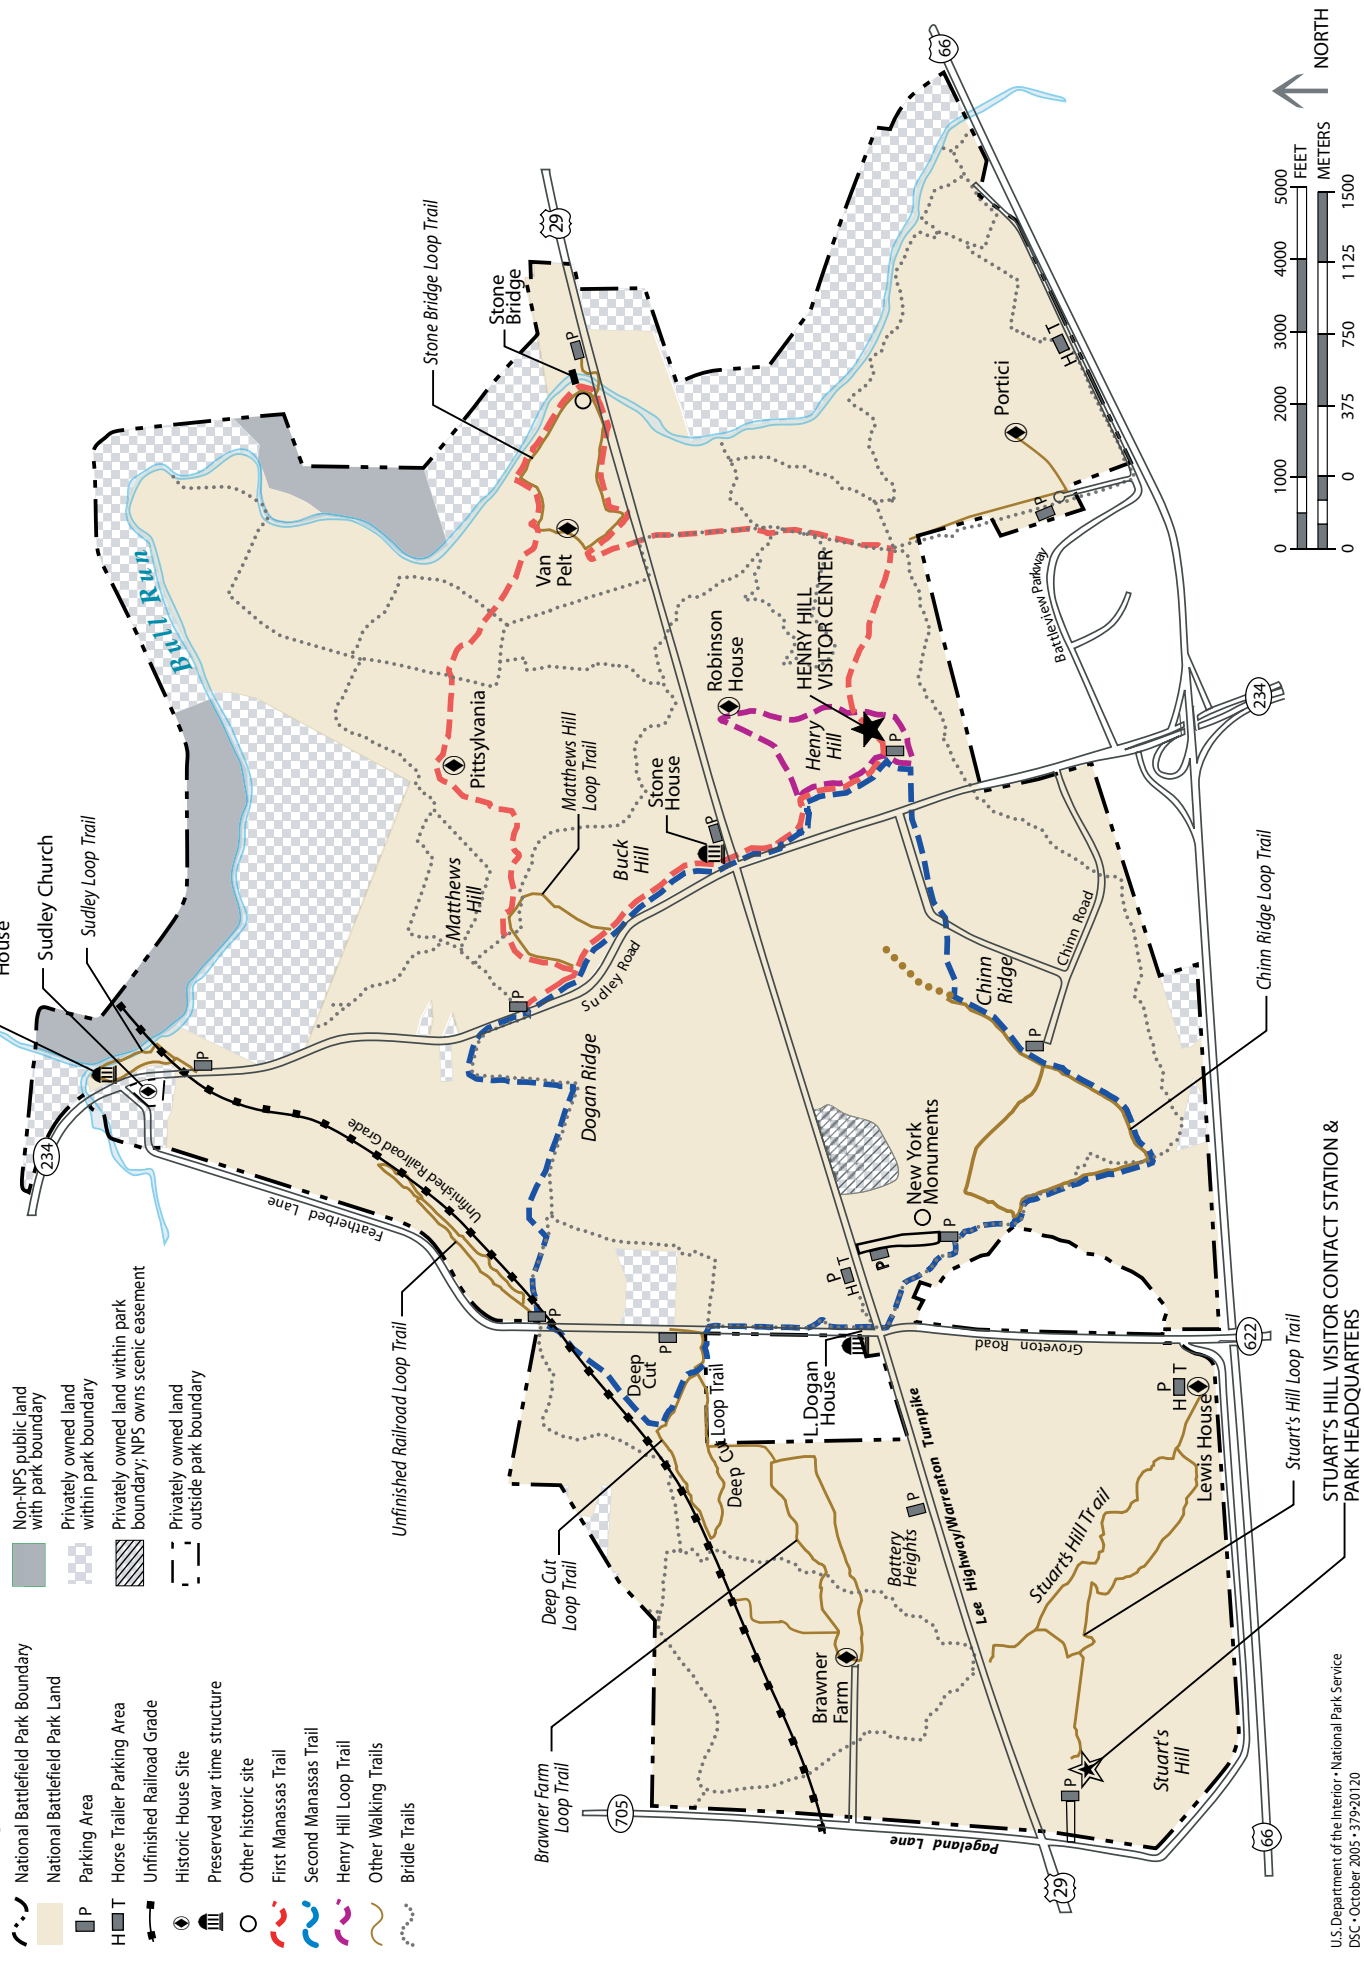 House
Sudley Church
Sudley Loop Trail
234
Bull Run
Stone Bridge Loop Trail
Stone
Bridge
29
P
66
Van
Pelt
Pittsylvania
Matthews Hill
Loop Trail
Matthews
Hill
Buck
Hill
Stone
House
P
Robinson
House
HENRY HILL
VISITOR CENTER
Henry
Hill
P
Portici
P
H T
Battleview Parkway
234
Sudley Road
P
P
Dogan Ridge
Unfinished Railroad Grade
Featherbed Lane
Unfinished Railroad Loop Trail
P
P
Deep
Cut
Deep Cut Loop Trail
Deep Cut
Loop Trail
L.Dogan
House
P
H T
P
P
New York
Monuments
Chinn
Ridge
P
Chinn Road
Chinn Ridge Loop Trail
Groveton Road
622
Lee Highway/Warrenton Turnpike
Battery
Heights
P
Brawner
Farm
Brawner Farm
Loop Trail
705
Pageland Lane
29
66
P
Stuart's
Hill
Stuart's Hill Trail
P
H T
Lewis House
Stuart's Hill Loop Trail
STUART'S HILL VISITOR CONTACT STATION &
PARK HEADQUARTERS
National Battlefield Park Boundary
National Battlefield Park Land
P Parking Area
H T Horse Trailer Parking Area
Unfinished Railroad Grade
Historic House Site
Preserved war time structure
Other historic site
First Manassas Trail
Second Manassas Trail
Henry Hill Loop Trail
Other Walking Trails
Bridle Trails
Non-NPS public land
with park boundary
Privately owned land
within park boundary
Privately owned land within park
boundary; NPS owns scenic easement
Privately owned land
outside park boundary
0 1000 2000 3000 4000 5000
FEET
METERS
0 0 375 750 1125 1500
NORTH
U.S. Department of the Interior • National Park Service
DSC • October 2005 • 379•20120